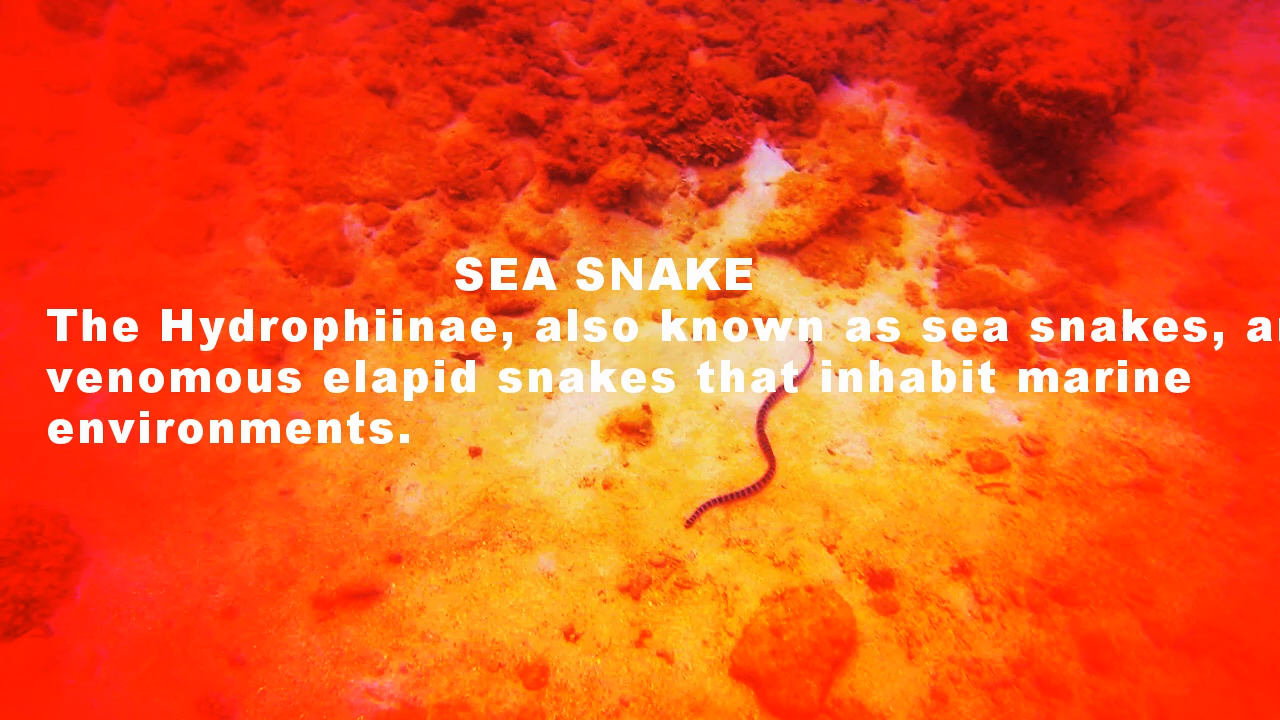 SEA SNAKE
The Hydrophiinae, also known as sea snakes,
venomous elapid snakes that inhabit marine
environments.